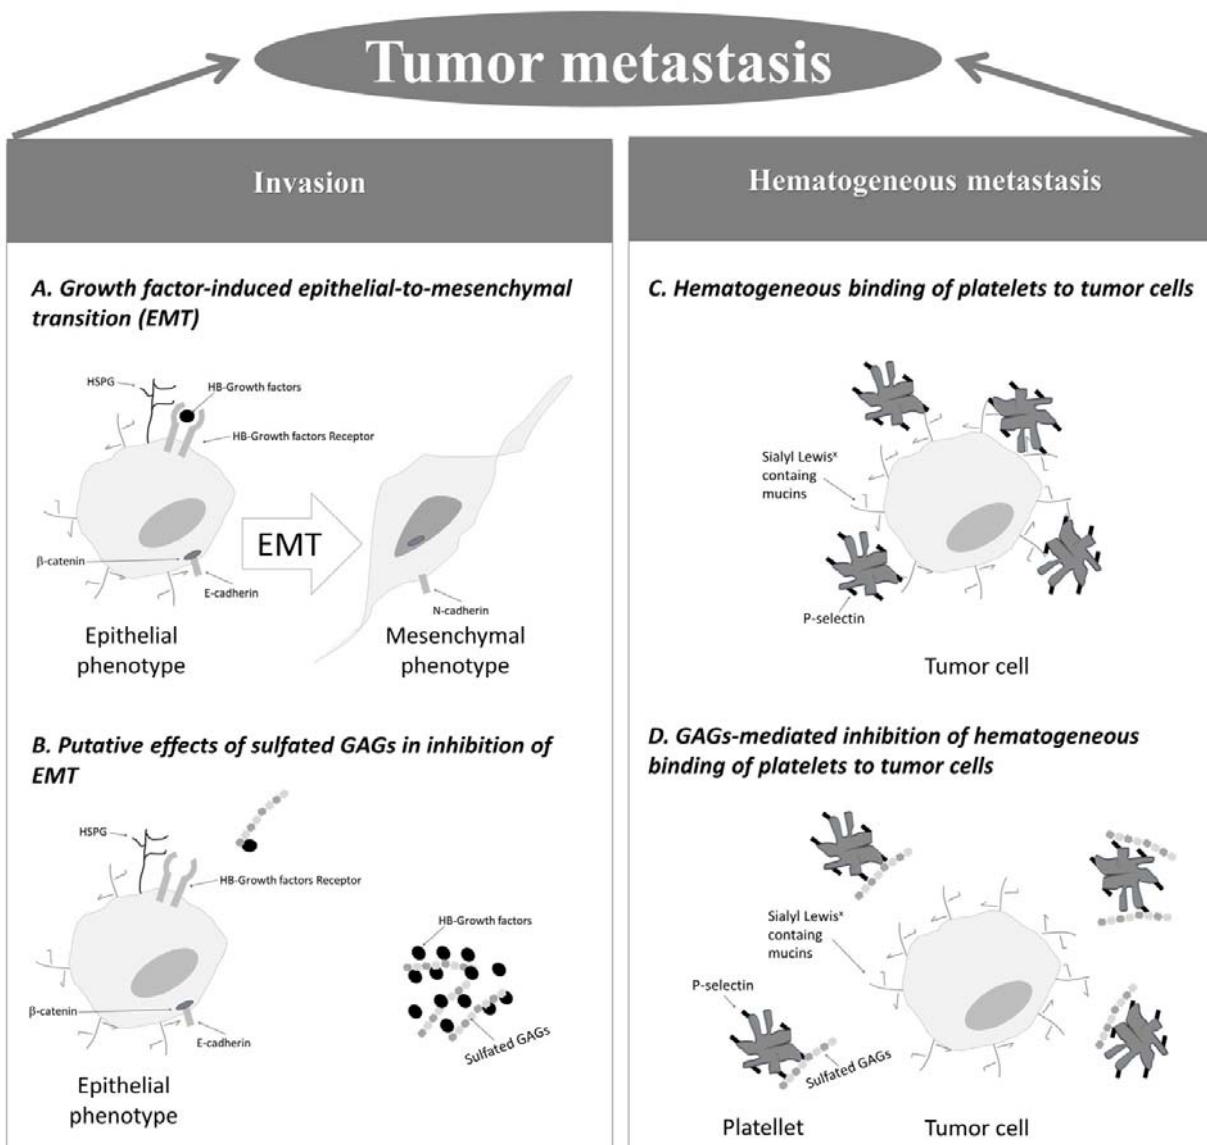 Tumor metastasis
Invasion
A. Growth factor-induced epithelial-to-mesenchymal
transition (EMT)
HSPG
HB-Growth factors
HB-Growth factors Receptor
EMT
β-catenin
E-cadherin
N-cadherin
Epithelial
phenotype
Mesenchymal
phenotype
B. Putative effects of sulfated GAGs in inhibition of
EMT
HSPG
HB-Growth factors Receptor
HB-Growth factors
β-catenin
E-cadherin
Sulfated GAGs
Epithelial
phenotype
Hematogeneous metastasis
C. Hematogeneous binding of platelets to tumor cells
Sialyl Lewisˣ
containg
mucins
P-selectin
Tumor cell
D. GAGs-mediated inhibition of hematogeneous
binding of platelets to tumor cells
Sialyl Lewisˣ
containg
mucins
P-selectin
Sulfated GAGs
Platellet
Tumor cell